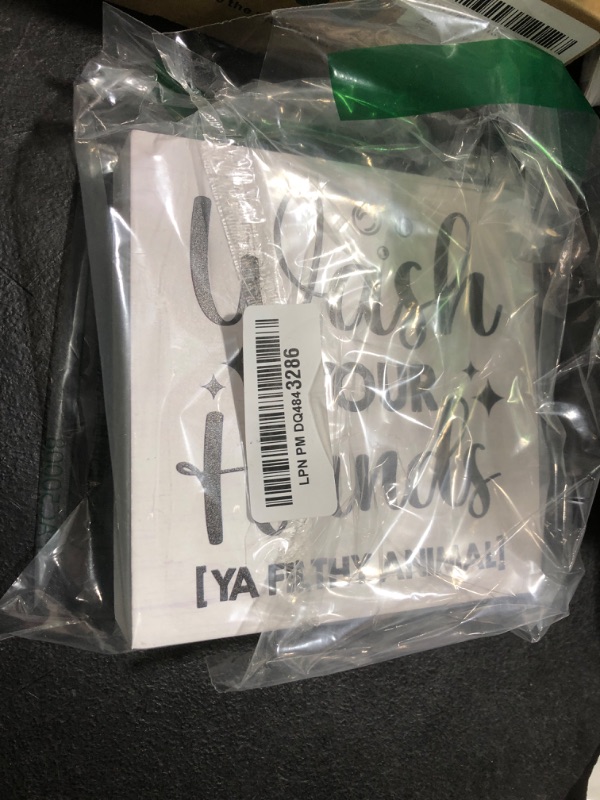 Wash
YOUR
Hands
[YA FILTHY ANIMAL]
LPN PM DQ4843286